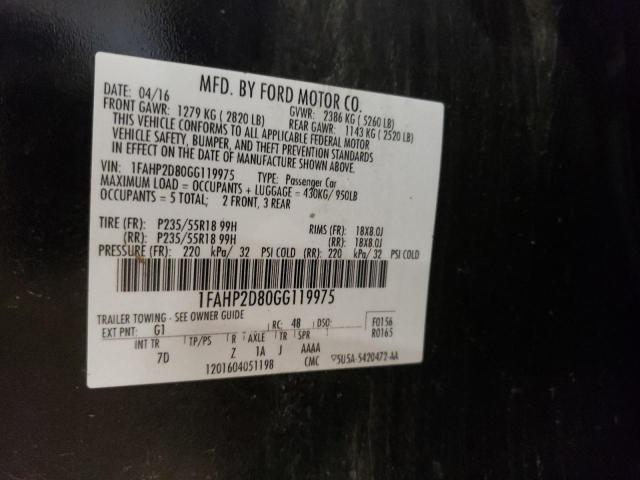 MFD. BY FORD MOTOR CO.
DATE: 04/16 GVWR: 2386 KG ( 5260 LB)
FRONT GAWR: 1279 KG ( 2820 LB) REAR GAWR: 1143 KG ( 2520 LB)
THIS VEHICLE CONFORMS TO ALL APPLICABLE FEDERAL MOTOR
VEHICLE SAFETY, BUMPER, AND THEFT PREVENTION STANDARDS
IN EFFECT ON THE DATE OF MANUFACTURE SHOWN ABOVE.
VIN: 1FAHP2D80GG119975 TYPE: Passenger Car
MAXIMUM LOAD = OCCUPANTS + LUGGAGE = 430KG/ 950LB
OCCUPANTS = 5 TOTAL; 2 FRONT, 3 REAR
TIRE (FR): P235/55R18 99H RIMS (FR): 18X8.0J
(RR): P235/55R18 99H (RR): 18X8.0J
PRESSURE (FR): 220 kPa/ 32 PSI COLD (RR): 220 kPa/ 32 PSI COLD
1FAHP2D80GG119975
TRAILER TOWING - SEE OWNER GUIDE
EXT PNT: G1 RC: 48 DSO: F0156
R0165
INT TR TP/PS R AXLE TR SPR
7D Z 1A J AAAA
1201604051198 CMC ▽5U5A-5420472-AA